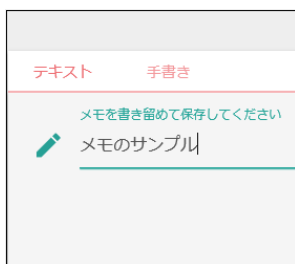 テキスト 手書き
メモを書き留めて保存してください
メモのサンプル